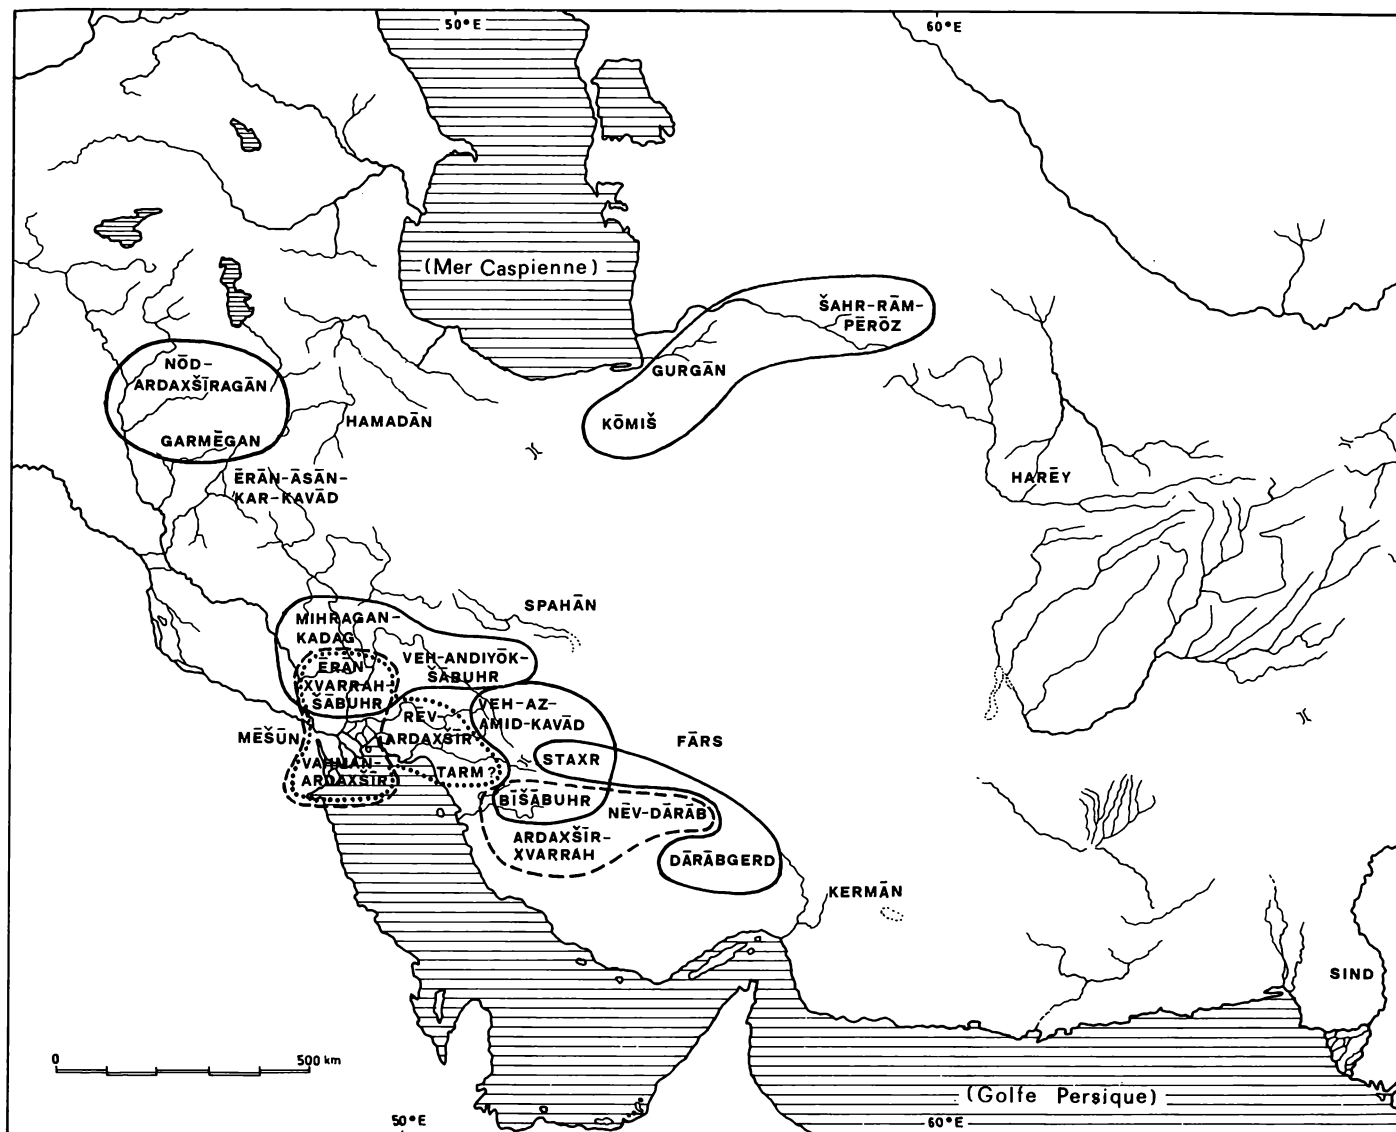 50°E
60°E
(Mer Caspienne)
ŠAHR-RĀM-
PĒRŌZ
NŌD-
ARDAXŠĪRAGĀN
GURGĀN
HAMADĀN
KŌMIŠ
GARMĒGAN
ĒRĀN-ĀSĀN-
KAR-KAVĀD
HARĒY
SPAHĀN
MIHRAGAN-
KADAG
VEH-ANDIYŌK-
ŠĀBUHR
ĒRĀN
XVARRAH-
ŠĀBUHR
VEH-AZ-
AMID-KAVĀD
RĒV
ARDAXŠĪR
MĒŠŪN
FĀRS
STAXR
VAHMAN-
ARDAXŠĪR
TARM ?
BĪŠĀBUHR
NĒV-DĀRĀB
ARDAXŠĪR-
XVARRAH
DĀRĀBGERD
KERMĀN
SIND
0
500 km
(Golfe Persique)
50°E
60°E